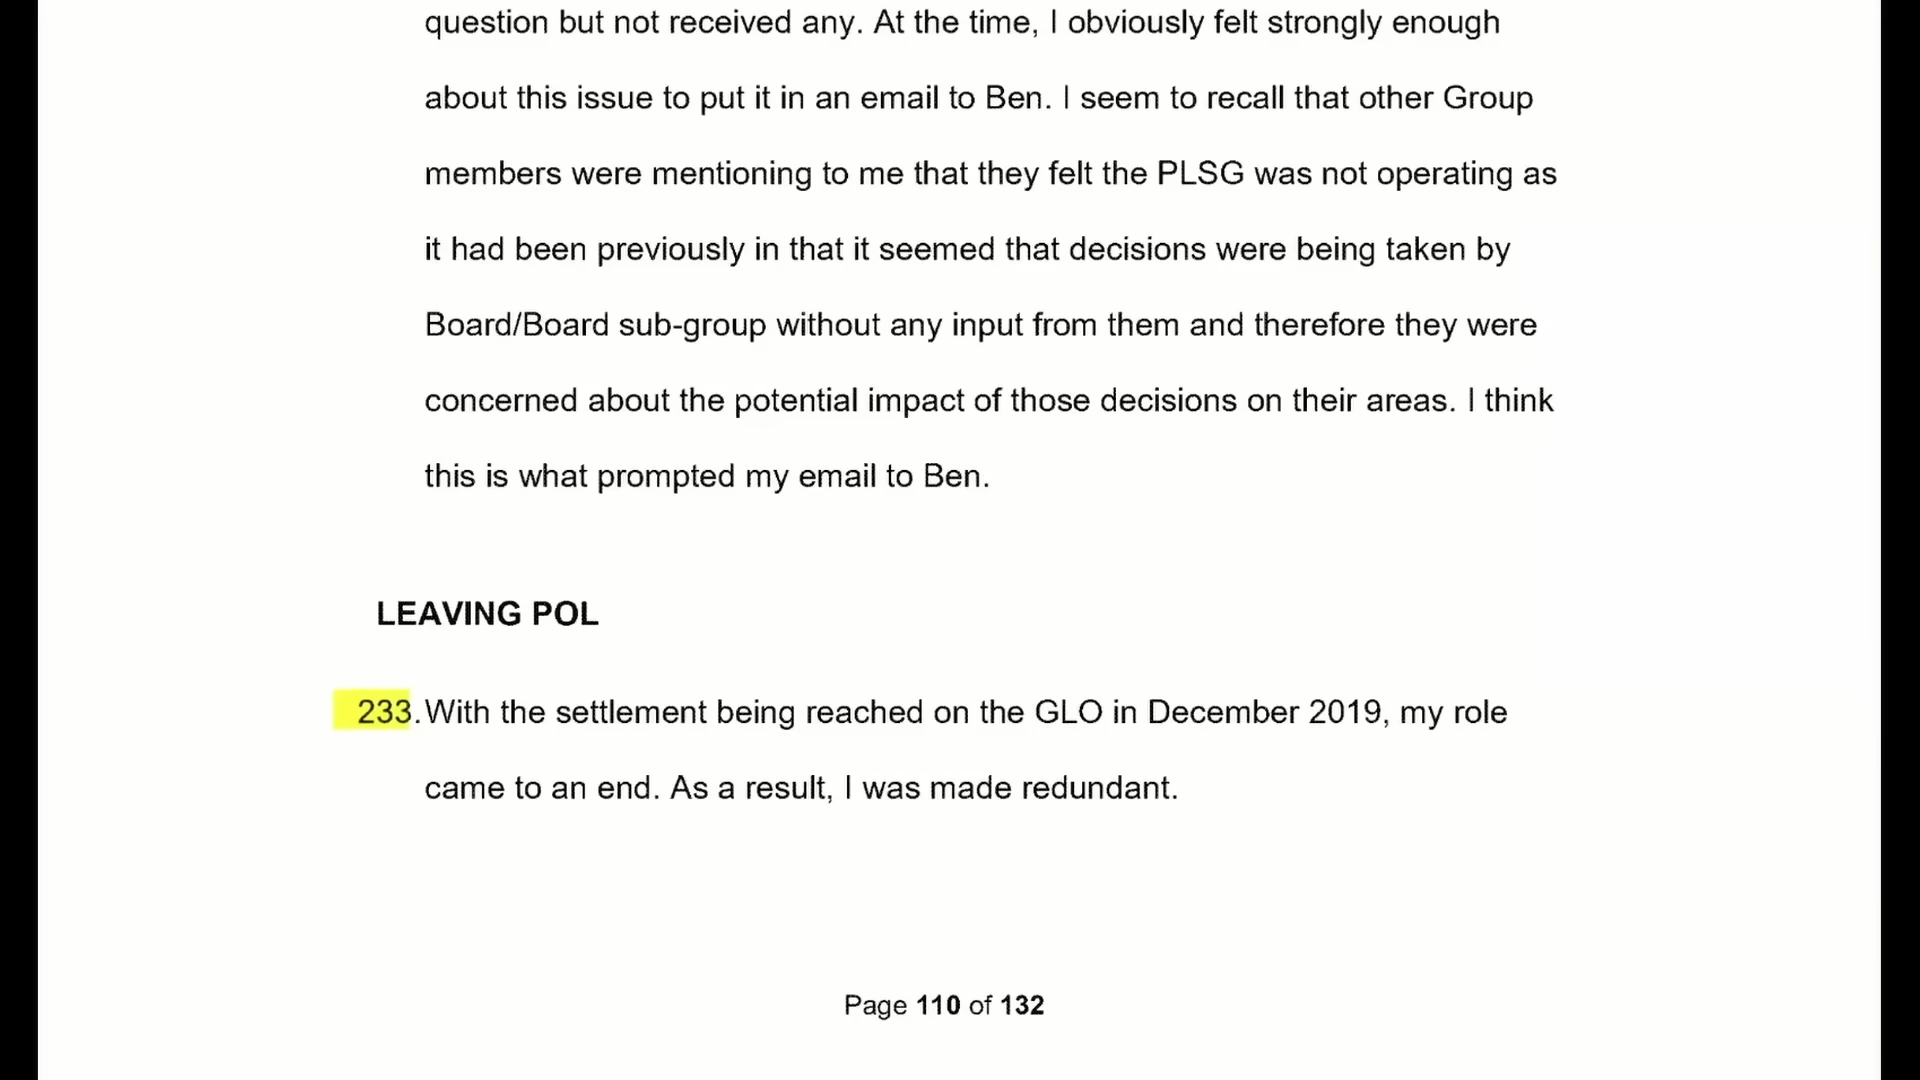 question but not received any. At the time, I obviously felt strongly enough
about this issue to put it in an email to Ben. I seem to recall that other Group
members were mentioning to me that they felt the PLSG was not operating as
it had been previously in that it seemed that decisions were being taken by
Board/Board sub-group without any input from them and therefore they were
concerned about the potential impact of those decisions on their areas. I think
this is what prompted my email to Ben.
LEAVING POL
233. With the settlement being reached on the GLO in December 2019, my role
came to an end. As a result, I was made redundant.
Page 110 of 132